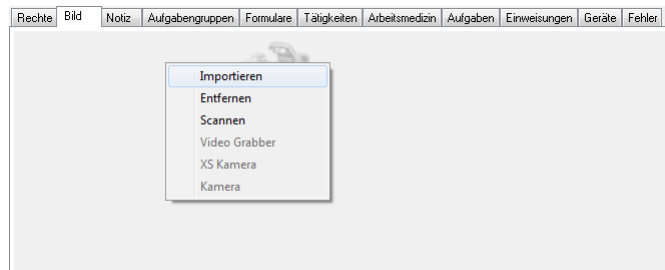 Rechte Bild Notiz Aufgabengruppen Formulare Tätigkeiten Arbeitsmedizin Aufgaben Einweisungen Geräte Fehler
Importieren
Entfernen
Scannen
Video Grabber
XS Kamera
Kamera